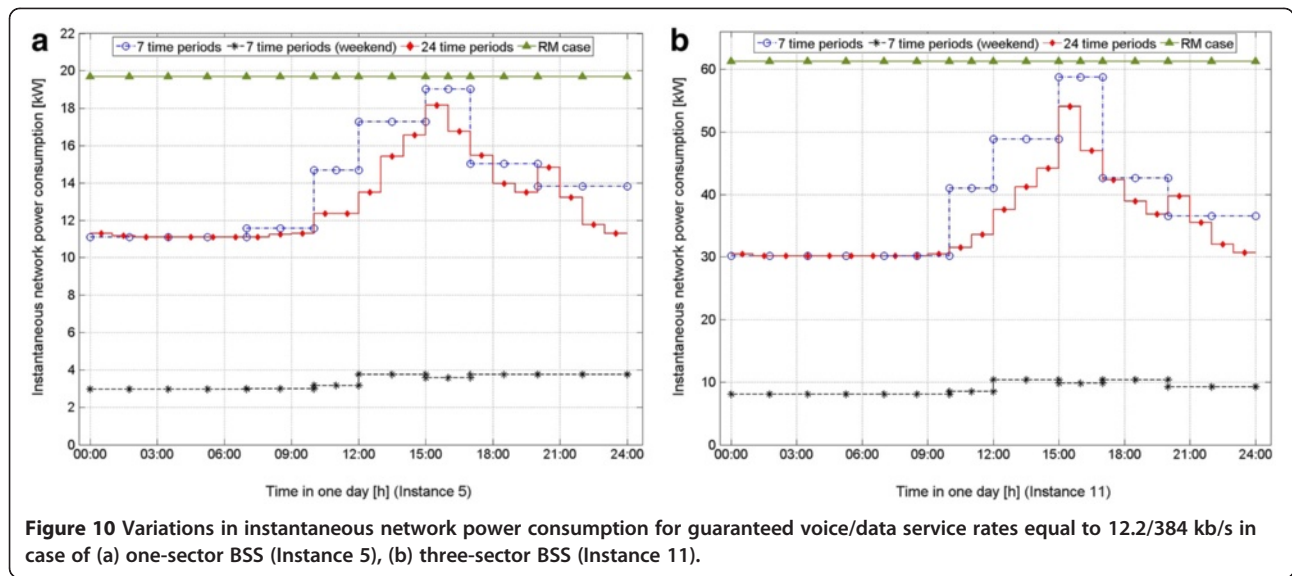 a
7 time periods
7 time periods (weekend)
24 time periods
RM case
22
20
18
16
14
12
10
8
6
4
2
0
Instantaneous network power consumption [kW]
00:00
03:00
06:00
09:00
12:00
15:00
18:00
21:00
24:00
Time in one day [h] (Instance 5)
b
7 time periods
7 time periods (weekend)
24 time periods
RM case
60
50
40
30
20
10
0
Instantaneous network power consumption [kW]
00:00
03:00
06:00
09:00
12:00
15:00
18:00
21:00
24:00
Time in one day [h] (Instance 11)
Figure 10 Variations in instantaneous network power consumption for guaranteed voice/data service rates equal to 12.2/384 kb/s in
case of (a) one-sector BSS (Instance 5), (b) three-sector BSS (Instance 11).